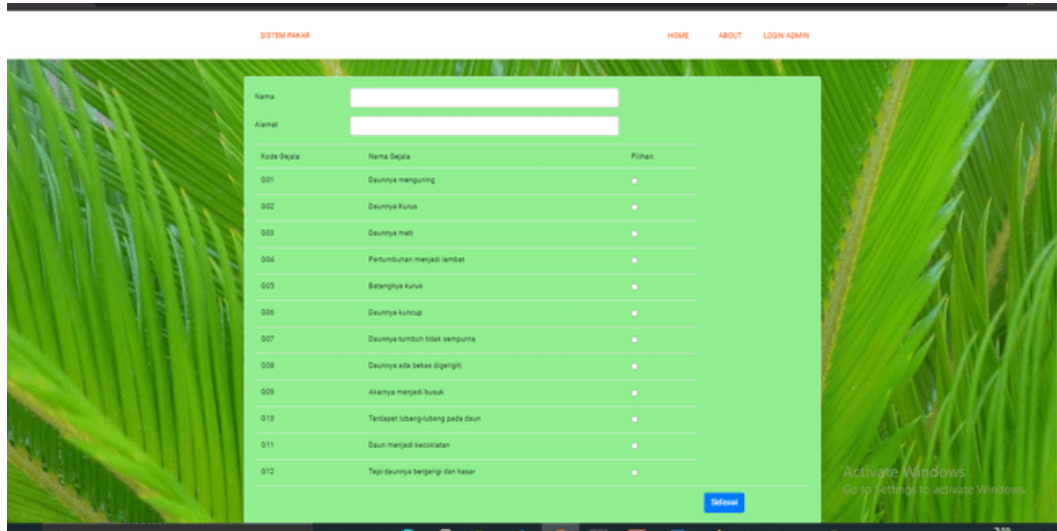 SISTEM PAKAR HOME ABOUT LOGIN ADMIN
Nama
Alamat
Kode Gejala Nama Gejala Pilihan
G01 Daunnya menguning
G02 Daunnya Kurus
G03 Daunnya mati
G04 Pertumbuhan menjadi lambat
G05 Batangnya kurus
G06 Daunnya kuncup
G07 Daunnya tumbuh tidak sempurna
G08 Daunnya ada bekas digerigiti
G09 Akarnya menjadi busuk
G10 Terdapat lubang-lubang pada daun
G11 Daun menjadi kecoklatan
G12 Tepi daunnya bergerigi dan kasar
Selesai
Activate Windows
Go to Settings to activate Windows.